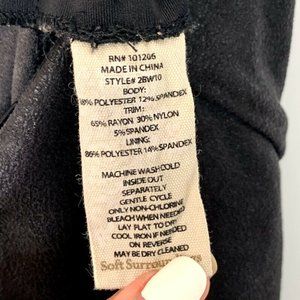 RN# 101206
MADE IN CHINA
STYLE# 2BW10
BODY:
88% POLYESTER 12% SPANDEX
TRIM:
65% RAYON 30% NYLON
5% SPANDEX
LINING:
86% POLYESTER 14% SPANDEX
MACHINE WASH COLD
INSIDE OUT
SEPARATELY
GENTLE CYCLE
ONLY NON-CHLORINE
BLEACH WHEN NEEDED
LAY FLAT TO DRY
COOL IRON IF NEEDED
ON REVERSE
MAY BE DRY CLEANED
Soft Surroundings